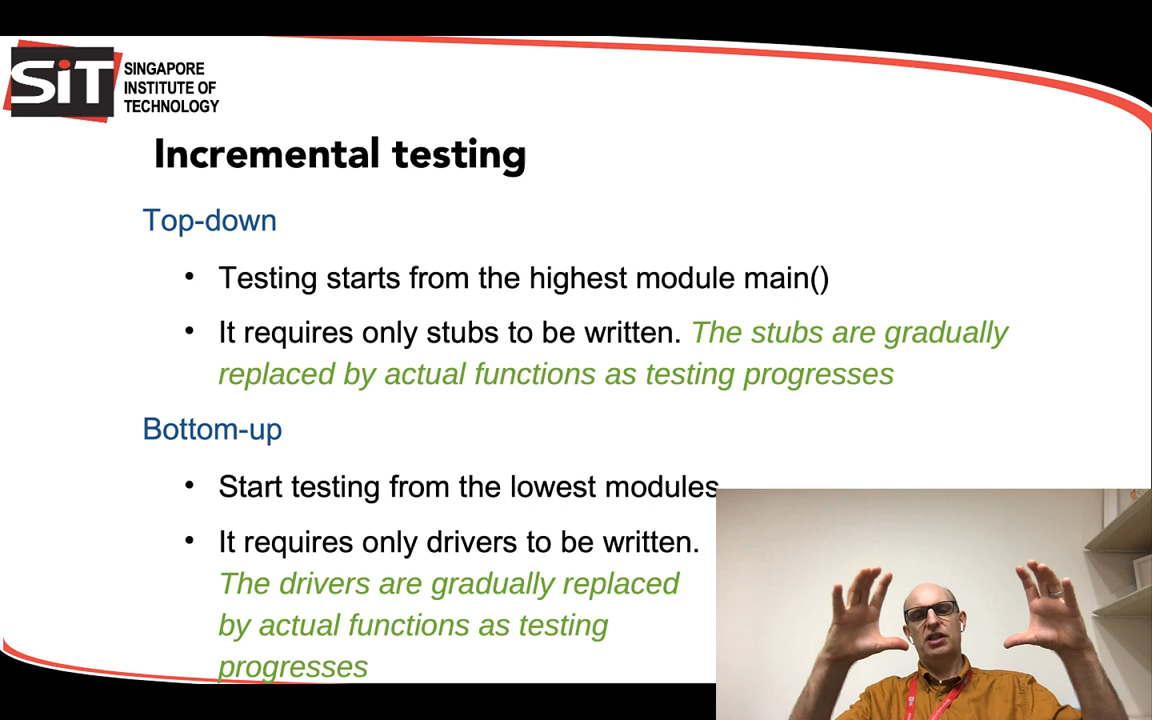 SiT
SINGAPORE
INSTITUTE OF
TECHNOLOGY
Incremental testing
Top-down
• Testing starts from the highest module main()
• It requires only stubs to be written. The stubs are gradually
replaced by actual functions as testing progresses
Bottom-up
• Start testing from the lowest modules
• It requires only drivers to be written.
The drivers are gradually replaced
by actual functions as testing
progresses